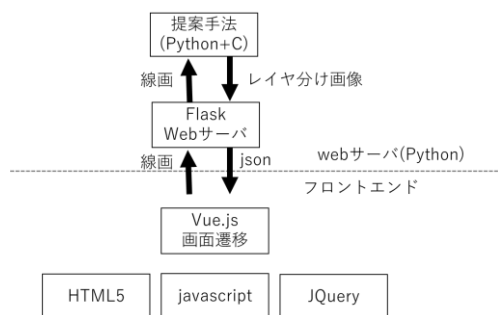 提案手法
(Python+C)
線画
レイヤ分け画像
Flask
Webサーバ
線画
json
webサーバ(Python)
フロントエンド
Vue.js
画面遷移
HTML5
javascript
JQuery